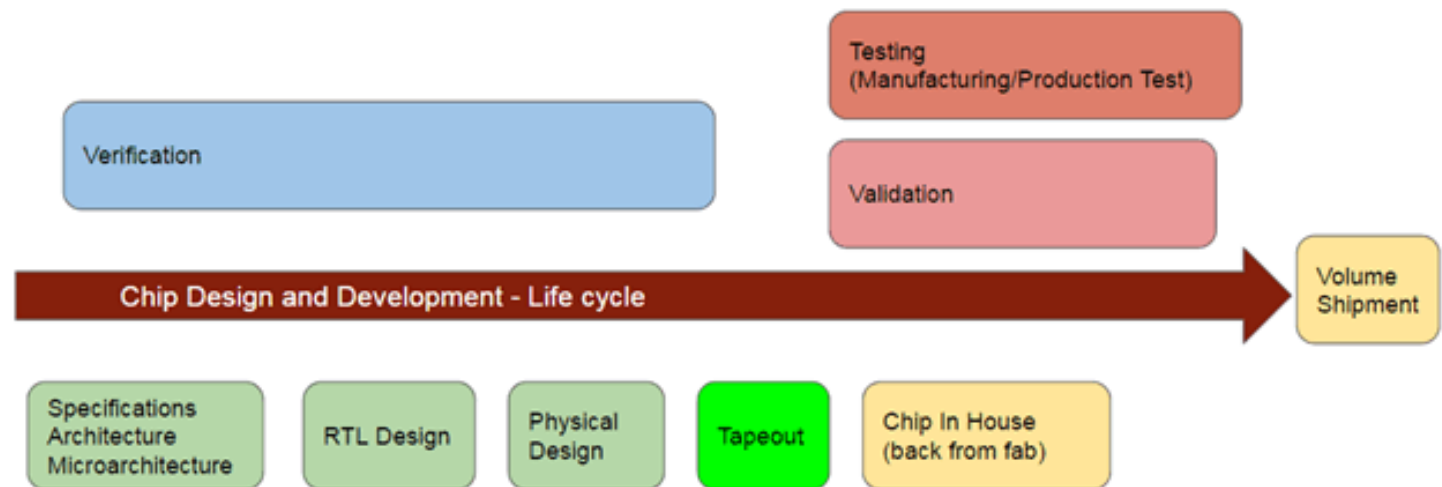 Testing
(Manufacturing/Production Test)
Verification
Validation
Chip Design and Development - Life cycle
Volume
Shipment
Specifications
Architecture
Microarchitecture
RTL Design
Physical
Design
Tapeout
Chip In House
(back from fab)